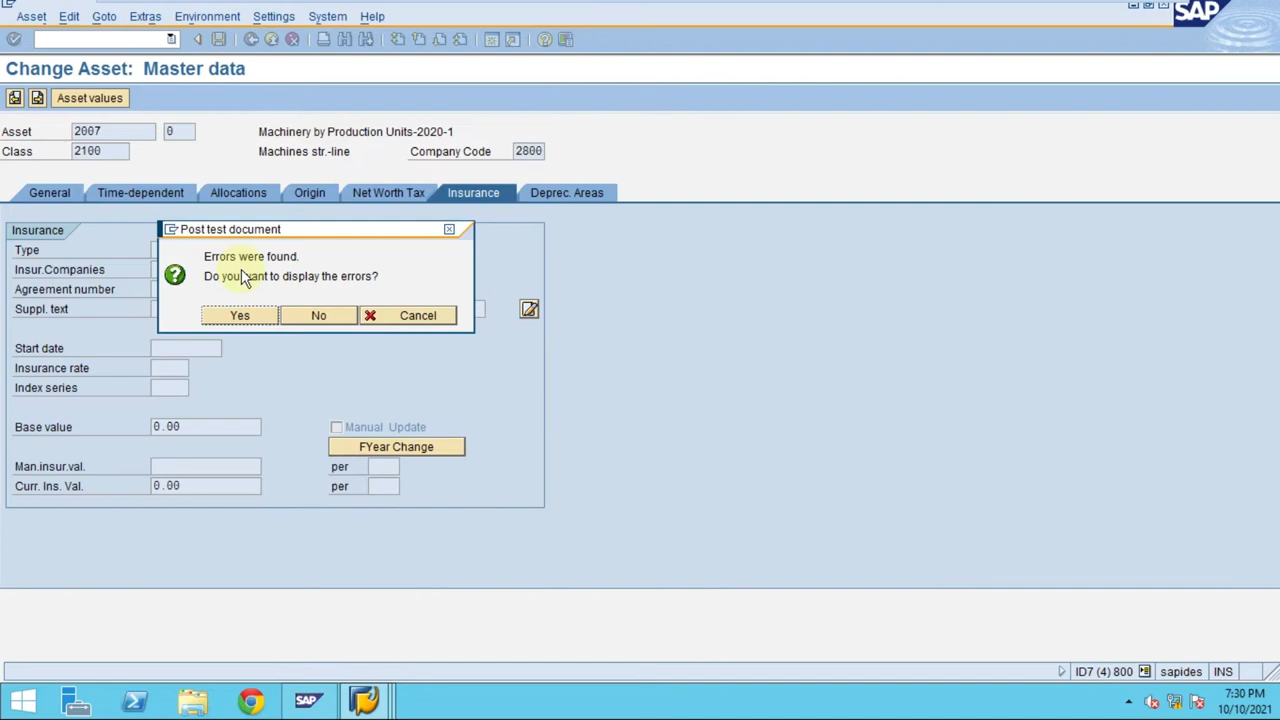 Asset Edit Goto Extras Environment Settings System Help
SAP
Change Asset: Master data
Asset values
Asset 2007 0 Machinery by Production Units-2020-1
Class 2100 Machines str.-line Company Code 2800
General Time-dependent Allocations Origin Net Worth Tax Insurance Deprec. Areas
Insurance
Post test document
Type
Errors were found.
Insur.Companies
Do you want to display the errors?
Agreement number
Suppl. text
Yes No Cancel
Start date
Insurance rate
Index series
Base value 0.00 Manual Update
FYear Change
Man.insur.val. per
Curr. Ins. Val. 0.00 per
ID7 (4) 800 sapides INS
SAP
7:30 PM
10/10/2021